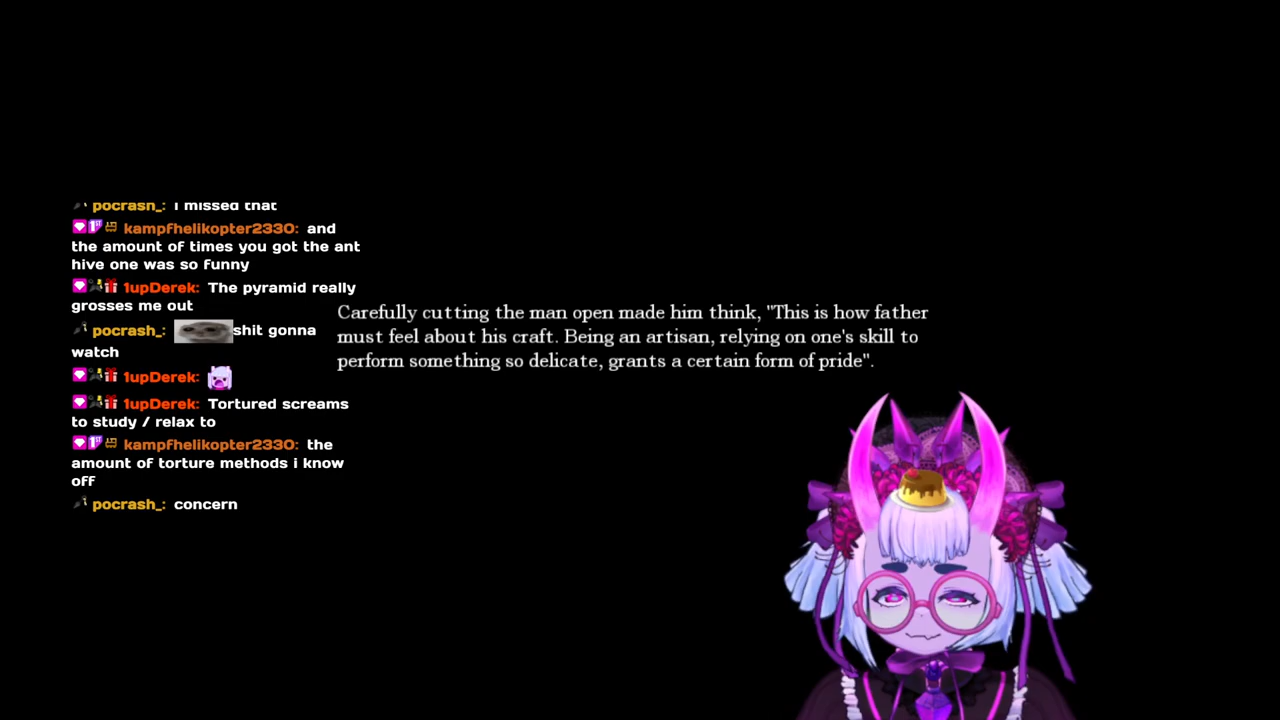 pocrash_: i missed that
kampfhelikopter2330: and
the amount of times you got the ant
hive one was so funny
1upDerek: The pyramid really
grosses me out
pocrash_: shit gonna
watch
1upDerek:
1upDerek: Tortured screams
to study / relax to
kampfhelikopter2330: the
amount of torture methods i know
off
pocrash_: concern
Carefully cutting the man open made him think, "This is how father
must feel about his craft. Being an artisan, relying on one's skill to
perform something so delicate, grants a certain form of pride".